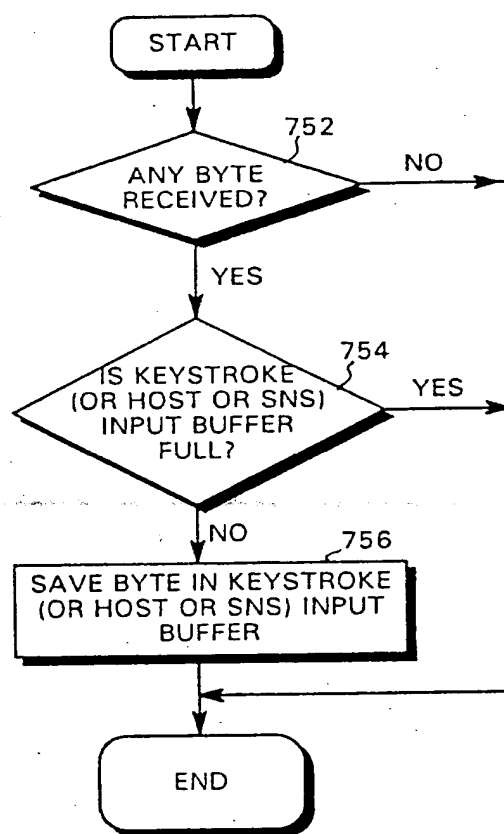 START
752
ANY BYTE
RECEIVED?
NO
YES
754
IS KEYSTROKE
(OR HOST OR SNS)
INPUT BUFFER
FULL?
YES
NO
756
SAVE BYTE IN KEYSTROKE
(OR HOST OR SNS) INPUT
BUFFER
END